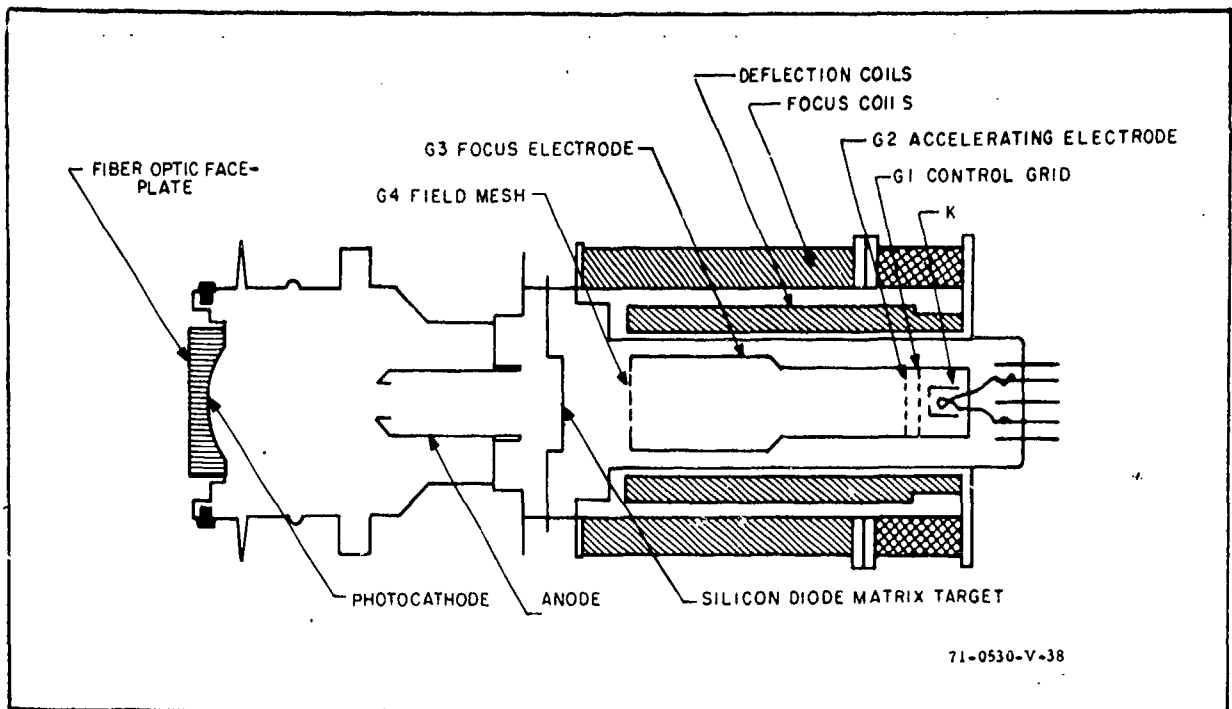 DEFLECTION COILS
FOCUS COILS
G2 ACCELERATING ELECTRODE
G3 FOCUS ELECTRODE
G1 CONTROL GRID
FIBER OPTIC FACE-
PLATE
G4 FIELD MESH
K
PHOTOCATHODE
ANODE
SILICON DIODE MATRIX TARGET
71-0530-V-38